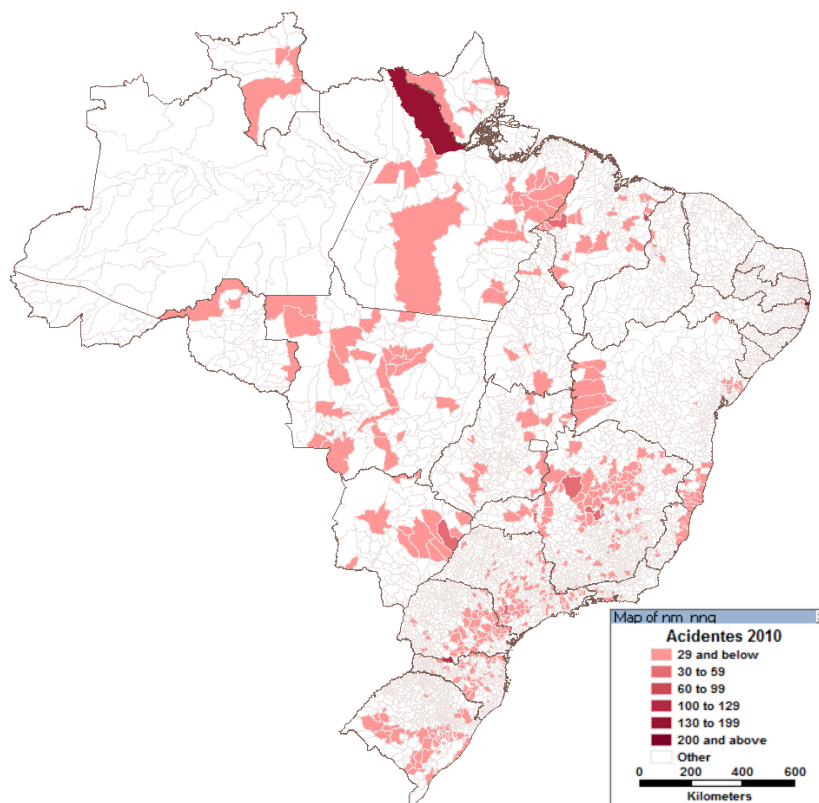 Map of nm_nnq
Acidentes 2010
29 and below
30 to 59
60 to 99
100 to 129
130 to 199
200 and above
Other
0 200 400 600
Kilometers